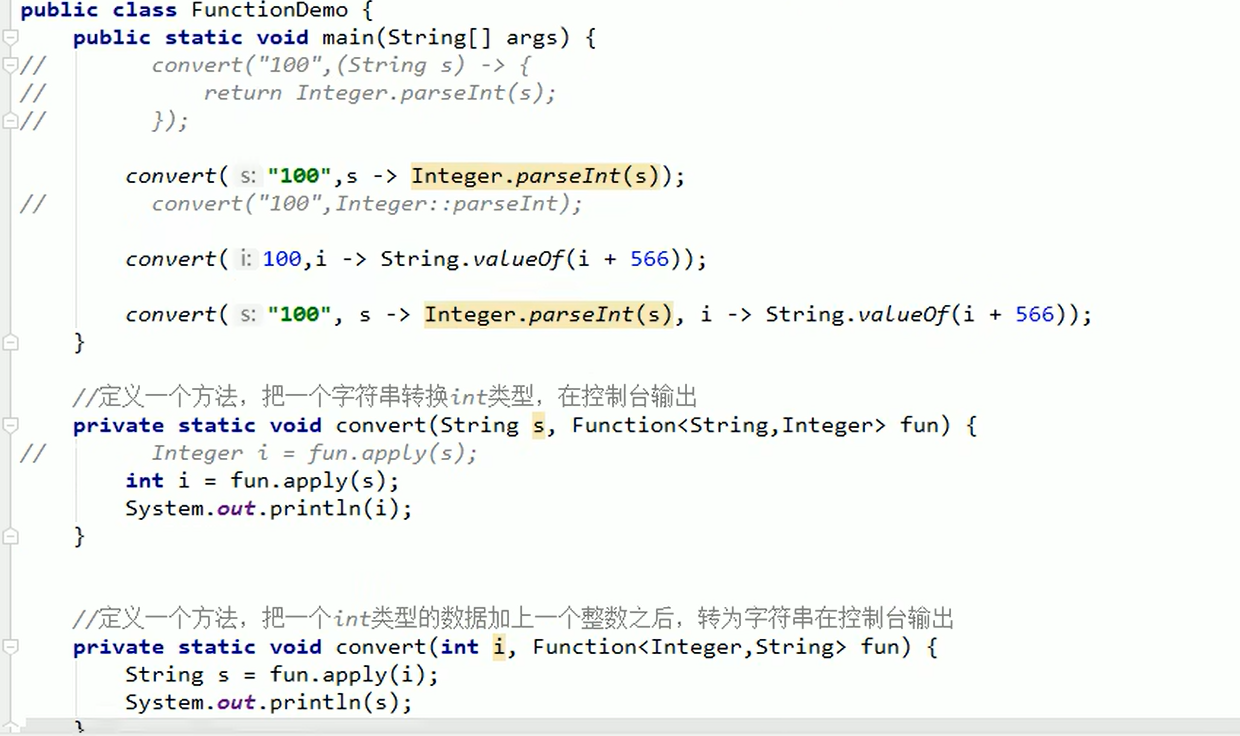 public class FunctionDemo {
    public static void main(String[] args) {
//        convert("100",(String s) -> {
//            return Integer.parseInt(s);
//        });
        convert( s: "100",s -> Integer.parseInt(s));
//        convert("100",Integer::parseInt);
        convert( i: 100,i -> String.valueOf(i + 566));
        convert( s: "100", s -> Integer.parseInt(s), i -> String.valueOf(i + 566));
    }
    //定义一个方法，把一个字符串转换int类型，在控制台输出
    private static void convert(String s, Function<String,Integer> fun) {
//        Integer i = fun.apply(s);
        int i = fun.apply(s);
        System.out.println(i);
    }
    //定义一个方法，把一个int类型的数据加上一个整数之后，转为字符串在控制台输出
    private static void convert(int i, Function<Integer,String> fun) {
        String s = fun.apply(i);
        System.out.println(s);
    }